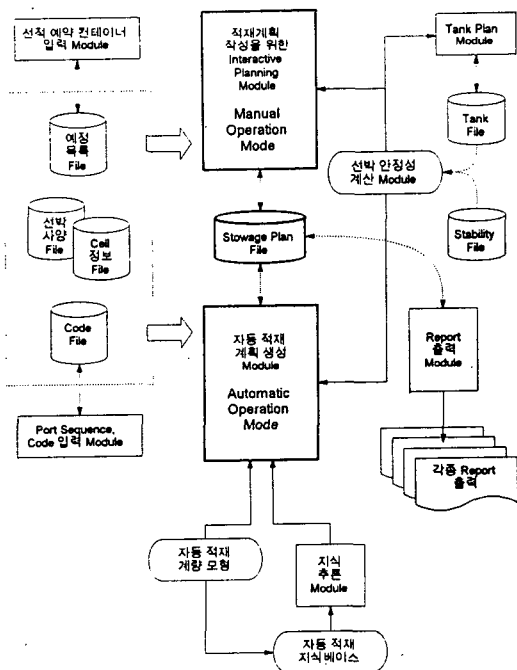 선적 예약 컨테이너
입력 Module
예정
목록
File
선박
사양
File
Cell
정보
File
Code
File
Port Sequence,
Code 입력 Module
적재계획
작성을 위한
Interactive
Planning
Module
Manual
Operation
Mode
Stowage Plan
File
자동 적재
계획 생성
Module
Automatic
Operation
Mode
자동 적재
계량 모형
지식
추론
Module
자동 적재
지식베이스
Tank Plan
Module
Tank
File
선박 안정성
계산 Module
Stability
File
Report
출력
Module
각종 Report
출력